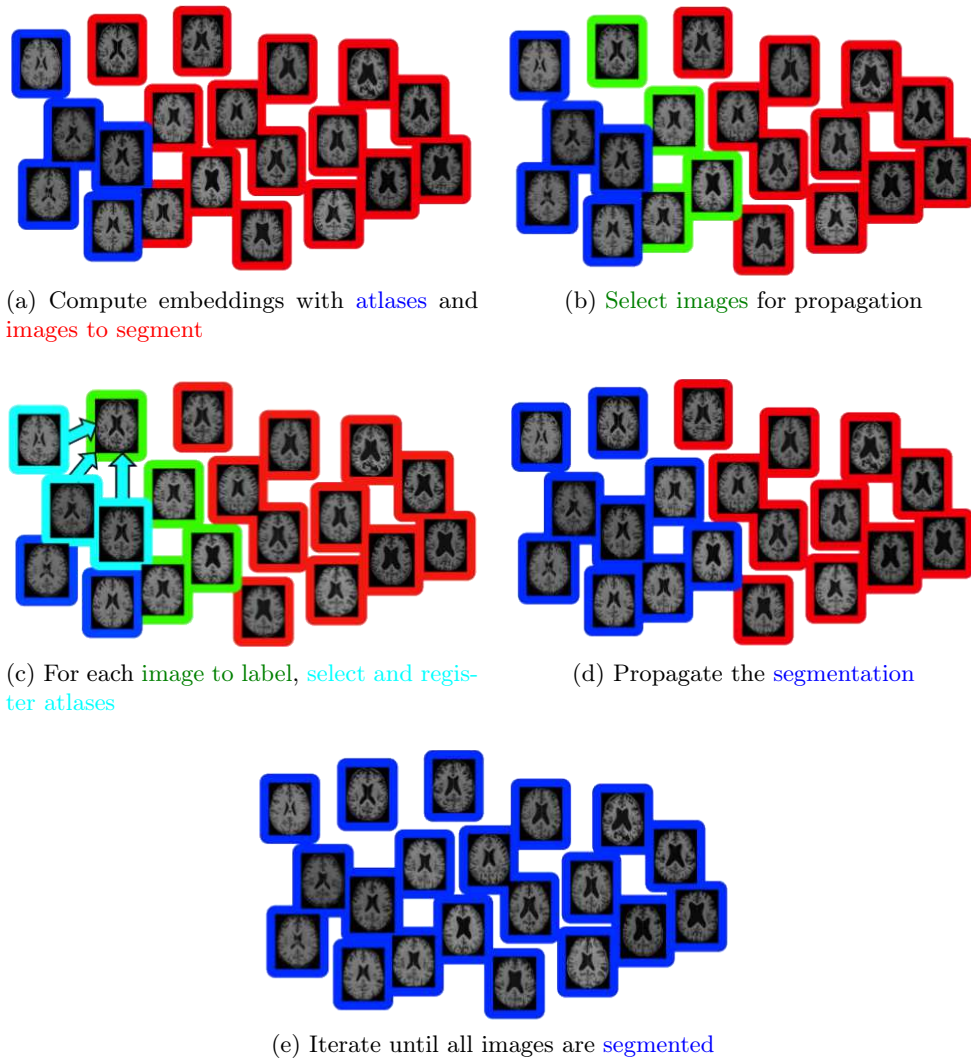 (a) Compute embeddings with atlases and
images to segment
(b) Select images for propagation
(c) For each image to label, select and regis-
ter atlases
(d) Propagate the segmentation
(e) Iterate until all images are segmented